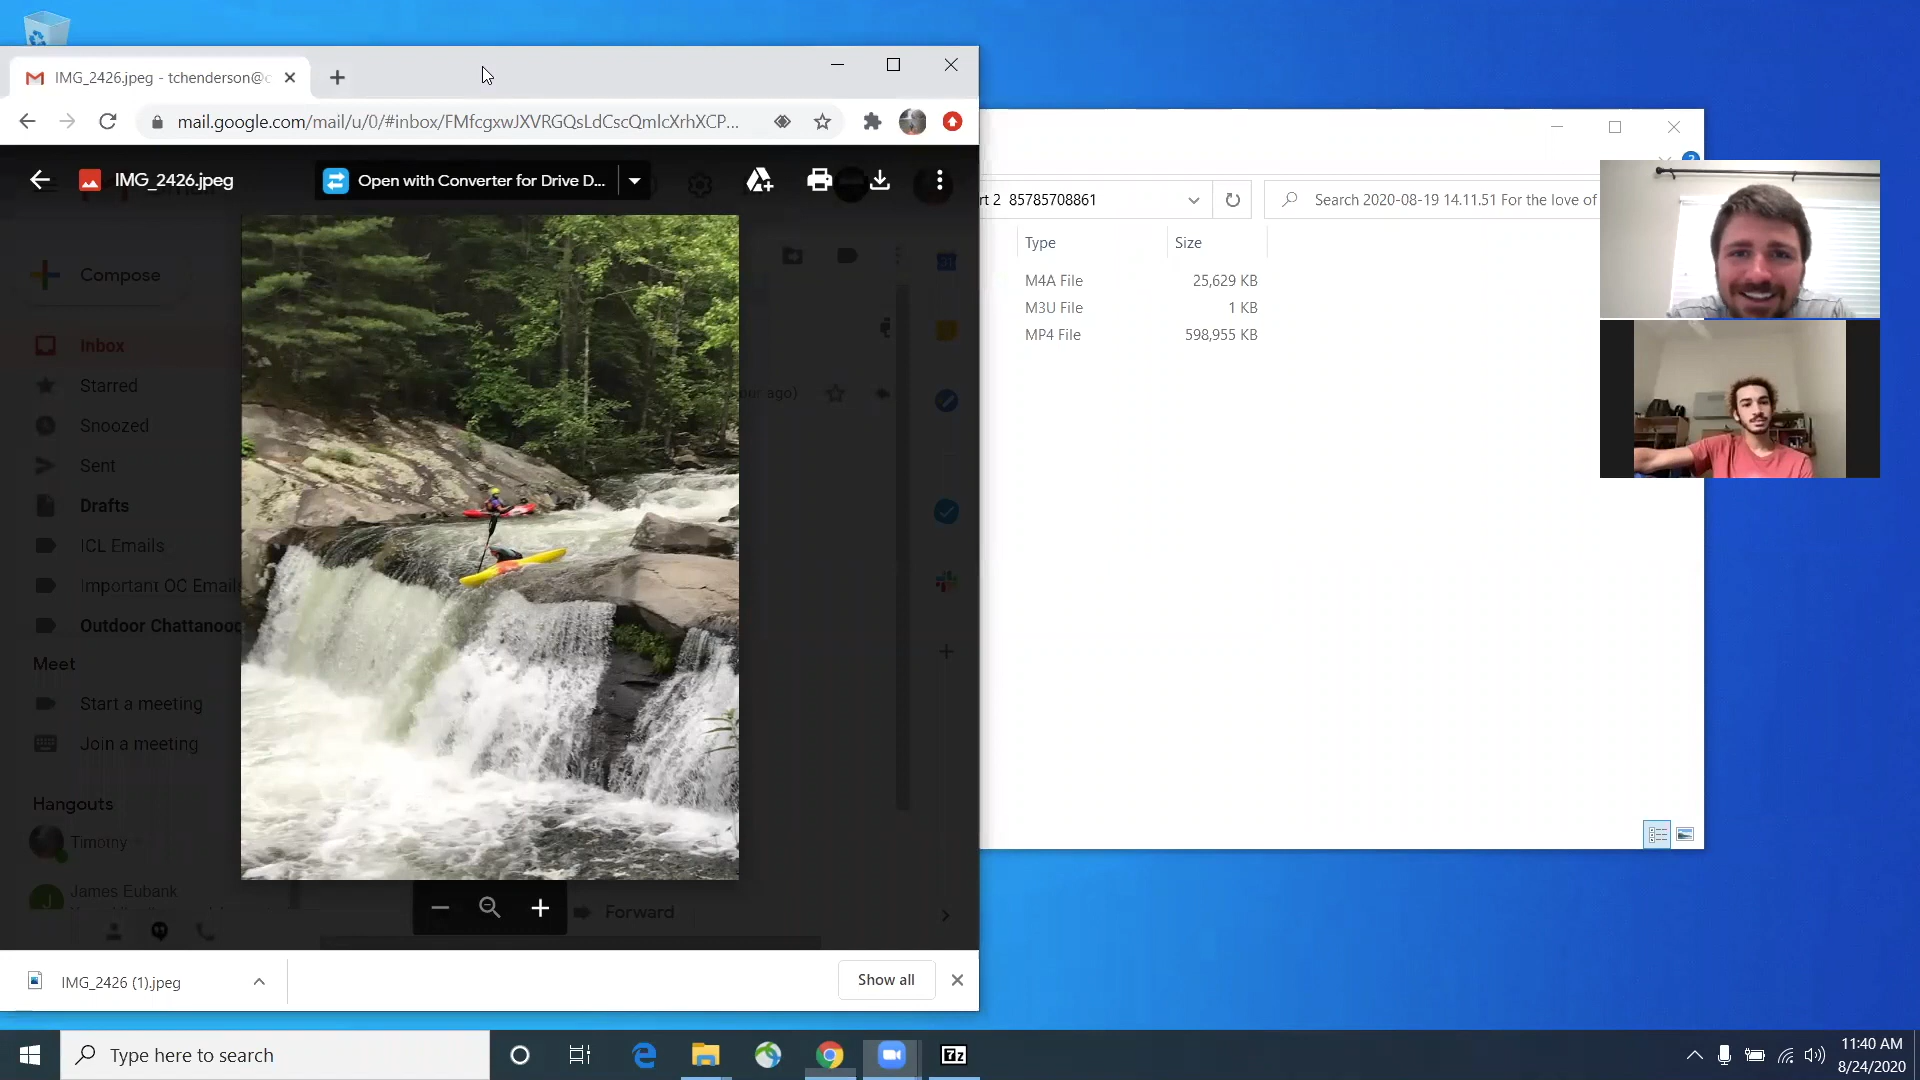 IMG_2426.jpeg - tchenderson@c
mail.google.com/mail/u/0/#inbox/FMfcgxwJXVRGQsLdCscQmlcXrhXCP...
IMG_2426.jpeg
Open with Converter for Drive D...
Compose
Inbox
Starred
Snoozed
Sent
Drafts
ICL Emails
Important OC Emails
Outdoor Chattanoog
Meet
Start a meeting
Join a meeting
Hangouts
Timothy
James Eubank
our ago)
Forward
IMG_2426 (1).jpeg
Show all
rt 2 85785708861
Search 2020-08-19 14.11.51 For the love of
Type Size
M4A File 25,629 KB
M3U File 1 KB
MP4 File 598,955 KB
Type here to search
7z
11:40 AM
8/24/2020